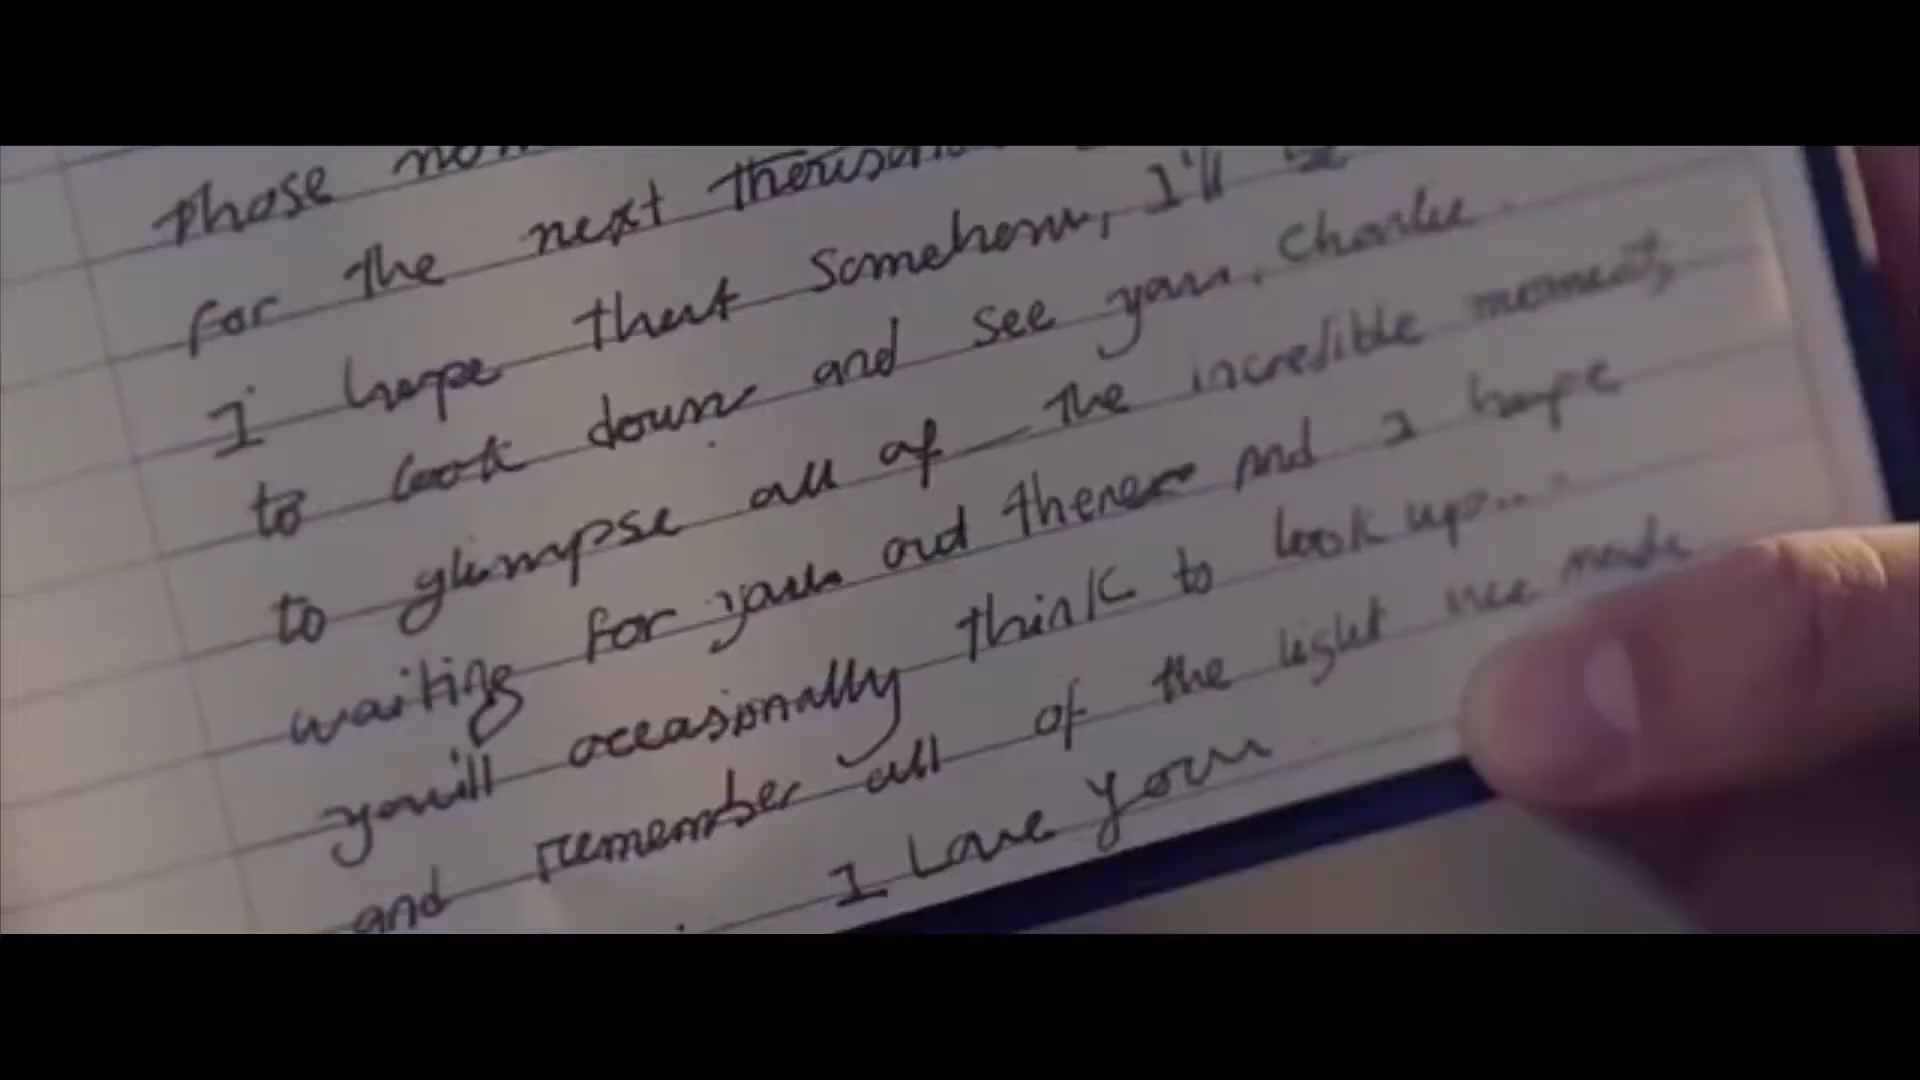 those
for the next
I hope that Somehow, I'll be
to look down and see you, Charlie.
to glimpse all of the incredible moments
waiting for you out there and I hope
you'll occasionally think to look up...
and remember all of the light we made
I Love You